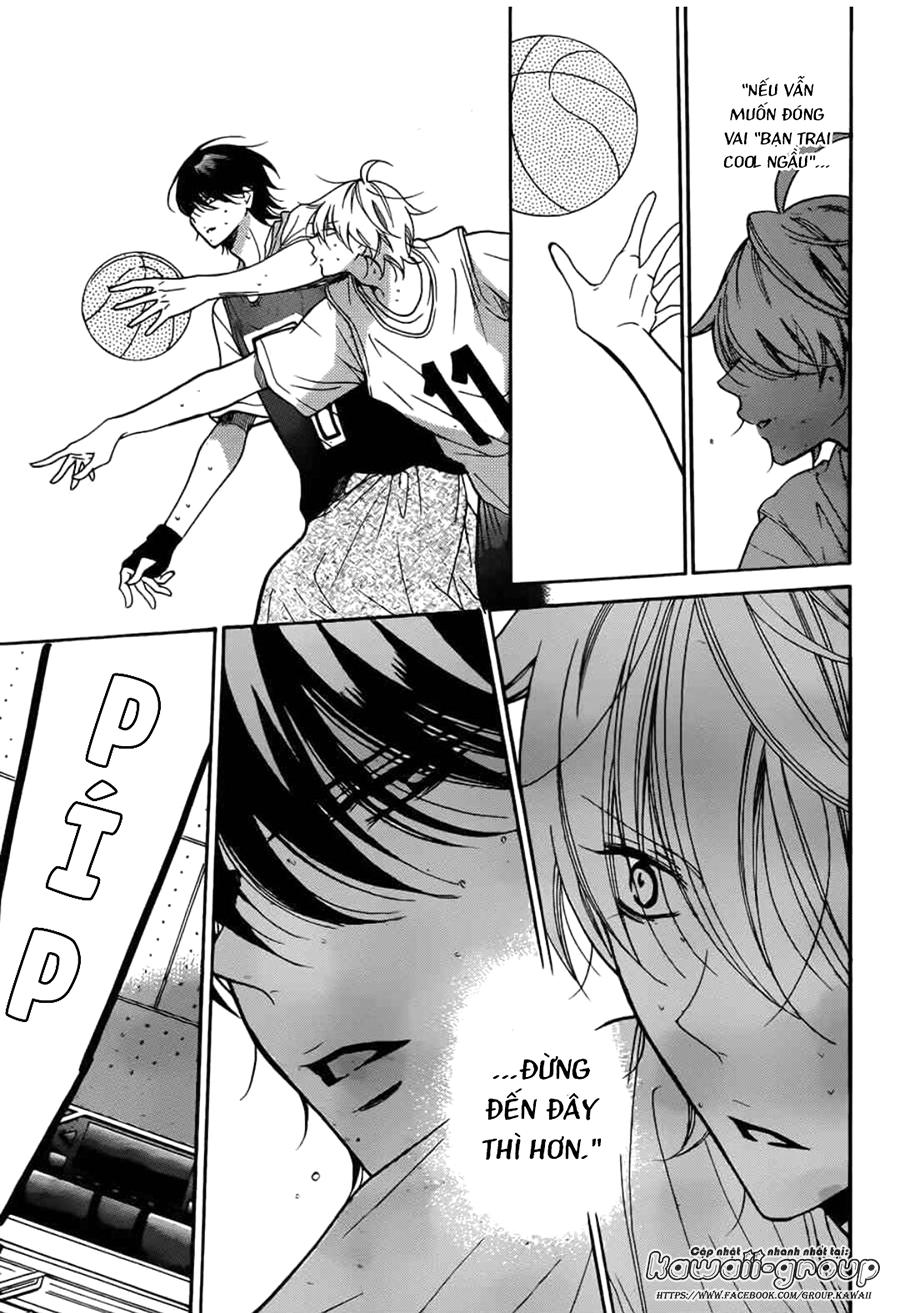 "NẾU VẪN
MUỐN ĐÓNG
VAI "BẠN TRAI
COOL NGẦU"...
11
...ĐỪNG
ĐẾN ĐÂY
THÌ HƠN."
PÍP
Cập nhật nhanh nhất tại:
kawaii-group
HTTPS://WWW.FACEBOOK.COM/GROUP.KAWAII